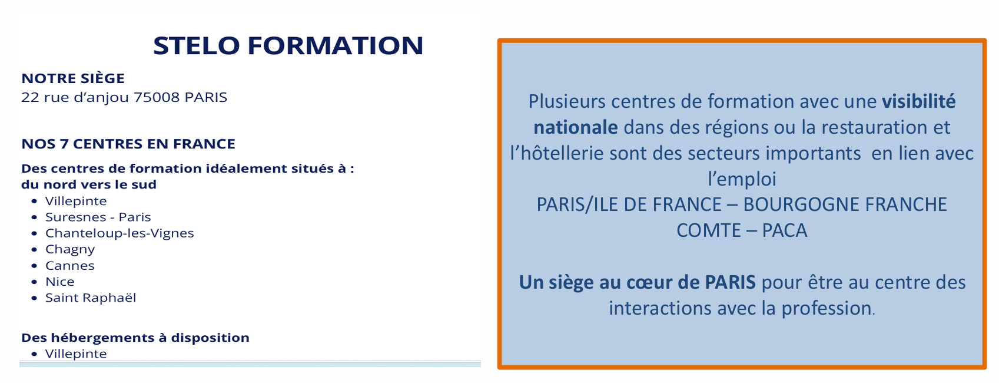 STELO FORMATION
NOTRE SIÈGE
22 rue d’anjou 75008 PARIS
NOS 7 CENTRES EN FRANCE
Des centres de formation idéalement situés à :
du nord vers le sud
• Villepinte
• Suresnes - Paris
• Chanteloup-les-Vignes
• Chagny
• Cannes
• Nice
• Saint Raphaël
Des hébergements à disposition
• Villepinte
Plusieurs centres de formation avec une visibilité
nationale dans des régions ou la restauration et
l’hôtellerie sont des secteurs importants  en lien avec
l’emploi
PARIS/ILE DE FRANCE – BOURGOGNE FRANCHE
COMTE – PACA
Un siège au cœur de PARIS pour être au centre des
interactions avec la profession.